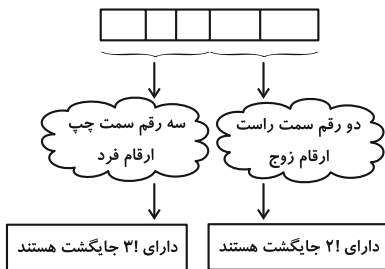 دو رقم سمت راست
ارقام زوج
سه رقم سمت چپ
ارقام فرد
دارای !۲ جایگشت هستند
دارای !۳ جایگشت هستند